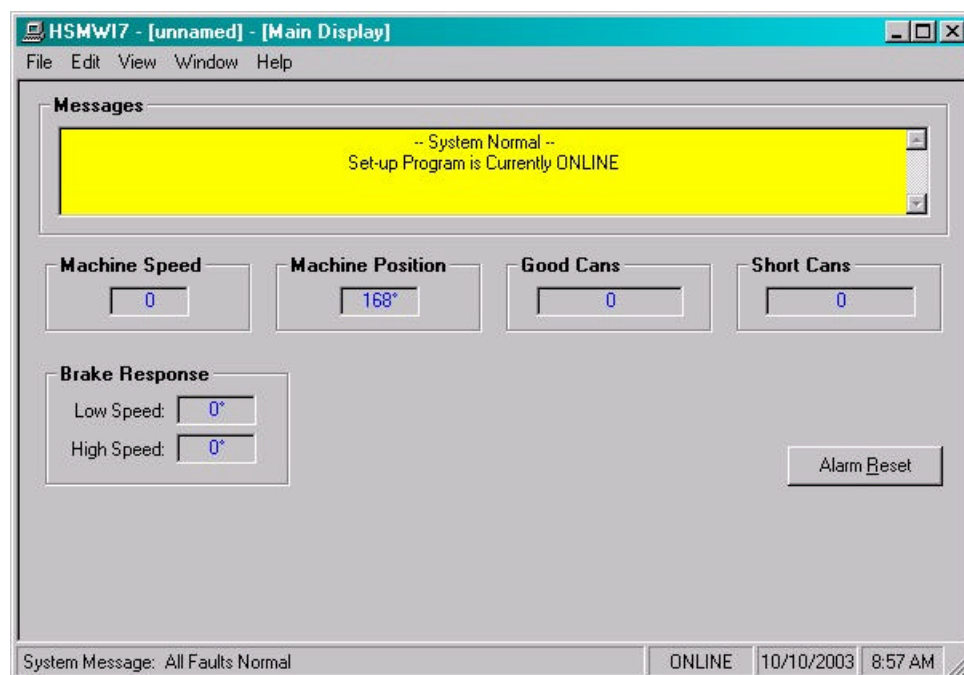 HSMWI7 - [unnamed] - [Main Display]
File Edit View Window Help
Messages
-- System Normal --
Set-up Program is Currently ONLINE
Machine Speed
0
Machine Position
168°
Good Cans
0
Short Cans
0
Brake Response
Low Speed: 0°
High Speed: 0°
Alarm Reset
System Message: All Faults Normal
ONLINE
10/10/2003
8:57 AM